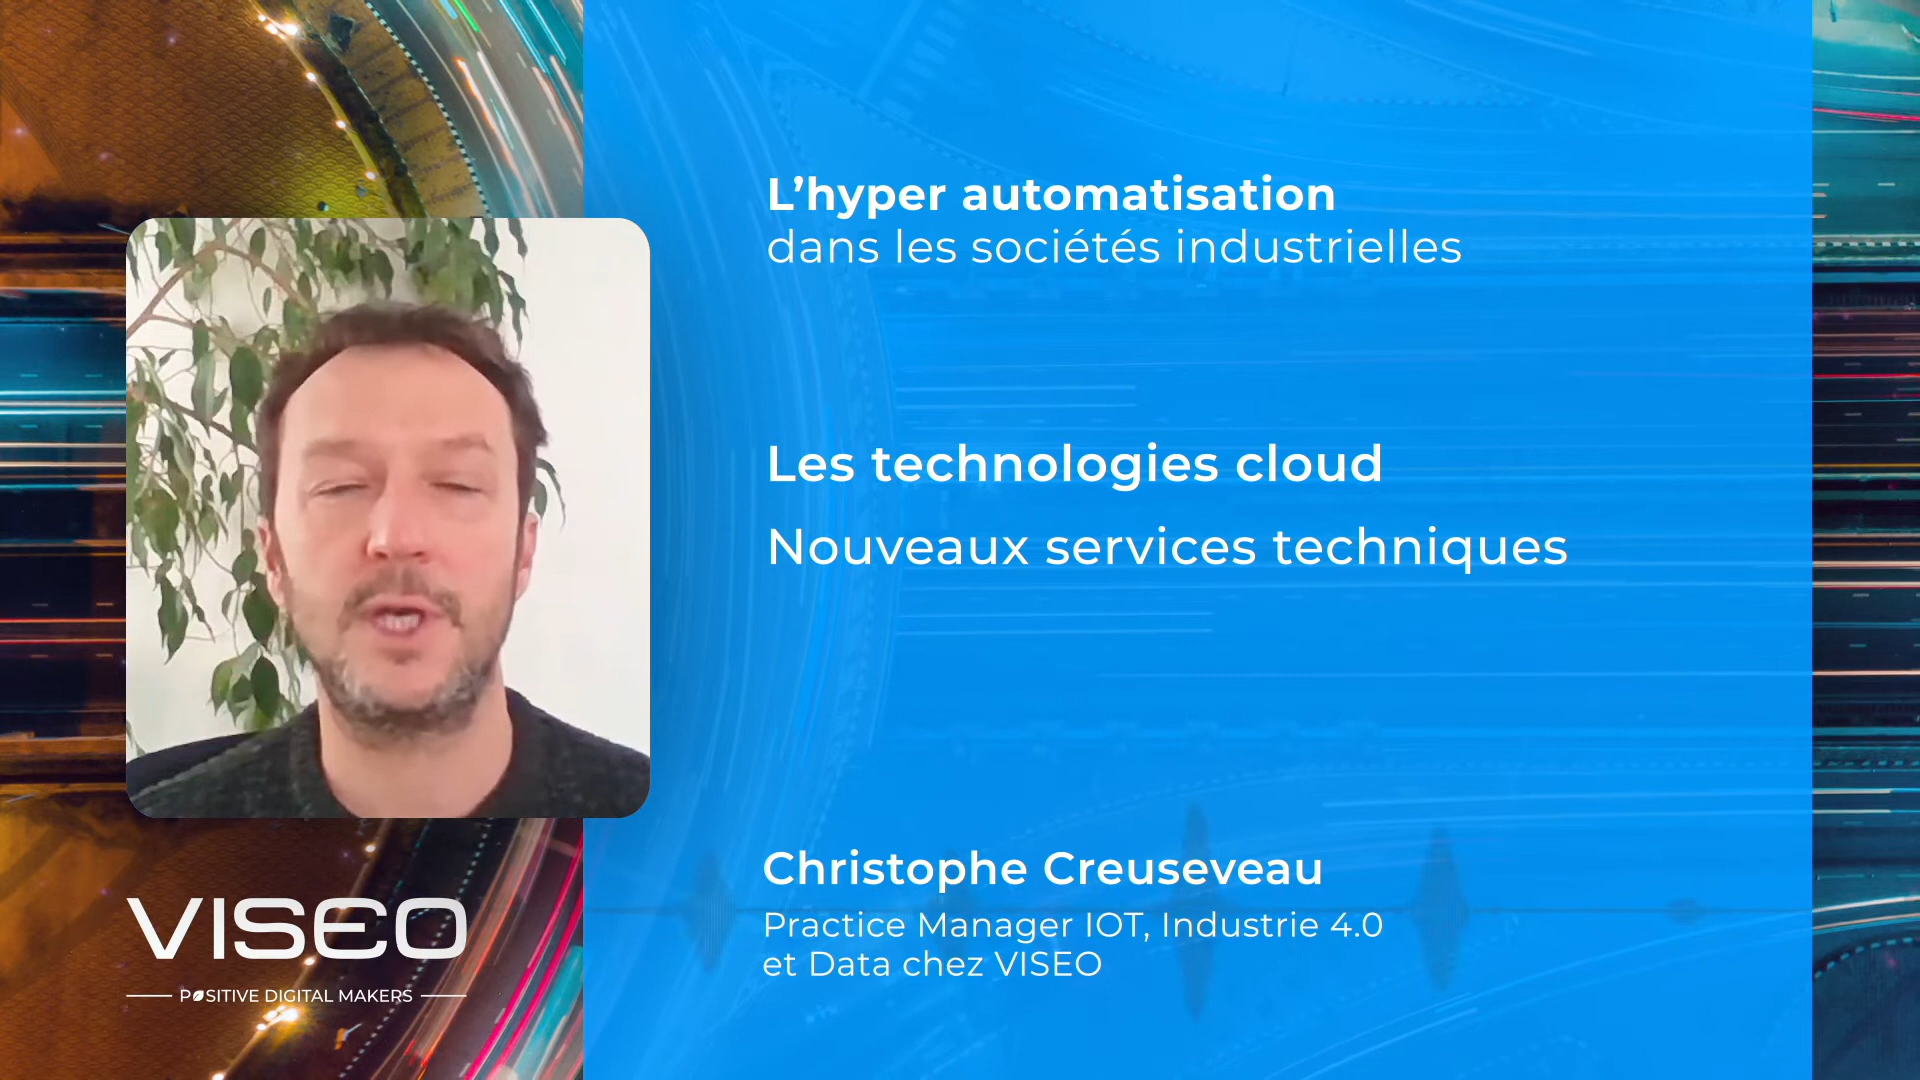 L’hyper automatisation
dans les sociétés industrielles
Les technologies cloud
Nouveaux services techniques
Christophe Creuseveau
Practice Manager IOT, Industrie 4.0
et Data chez VISEO
VISEO
POSITIVE DIGITAL MAKERS